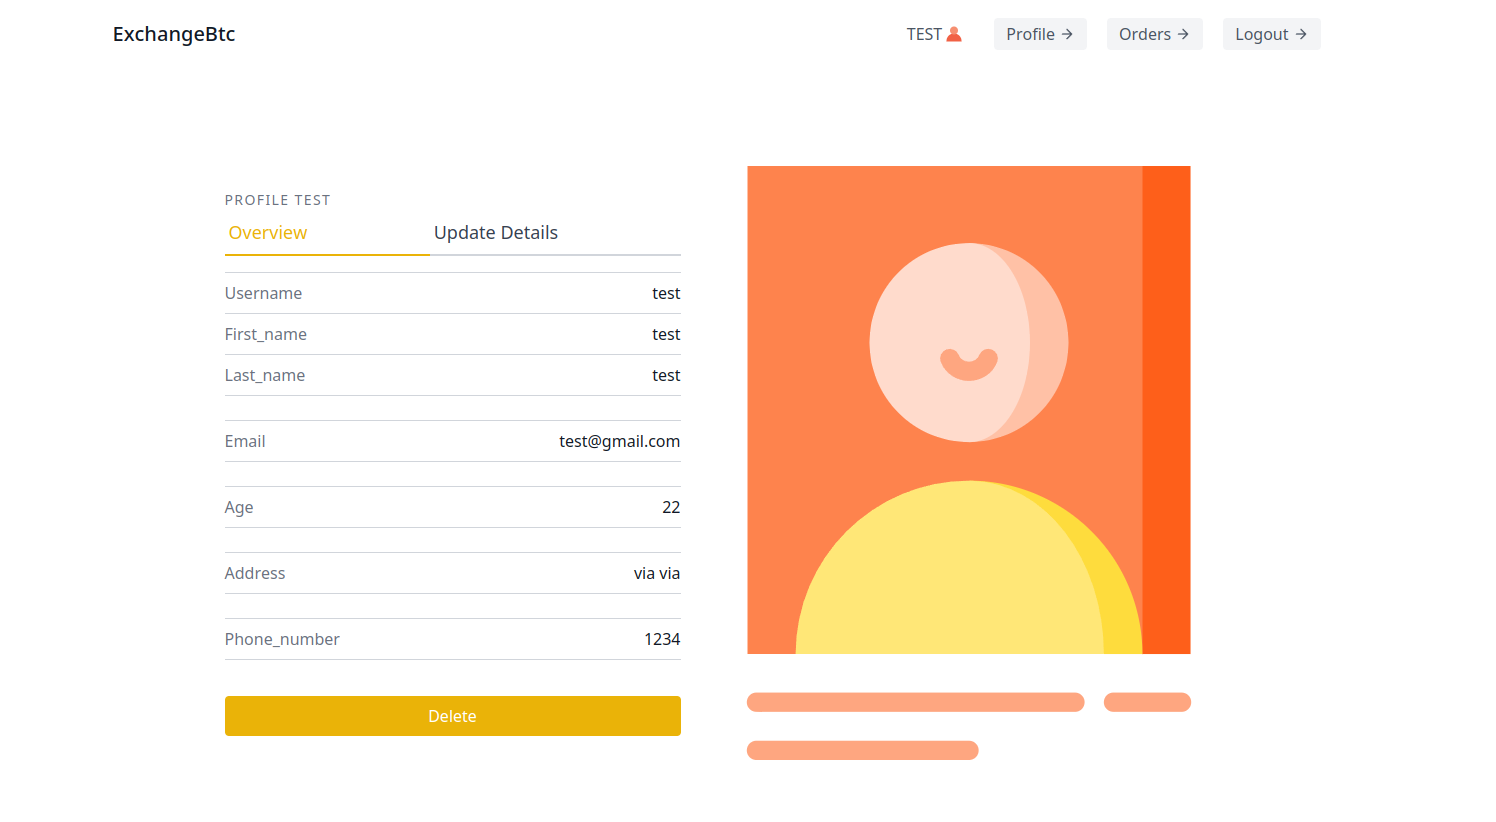 ExchangeBtc
TEST
Profile
Orders
Logout
PROFILE TEST
Overview
Update Details
Username test
First_name test
Last_name test
Email test@gmail.com
Age 22
Address via via
Phone_number 1234
Delete